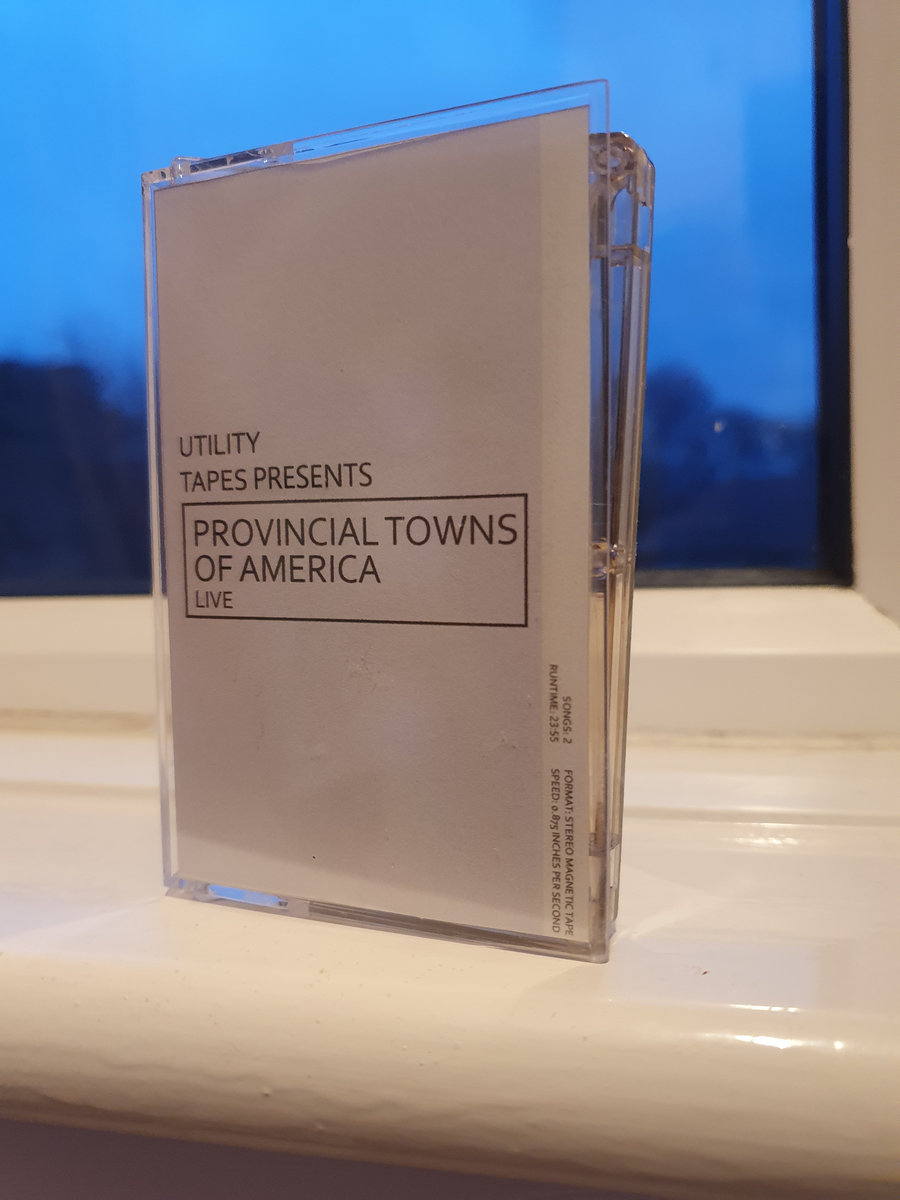 UTILITY
TAPES PRESENTS
PROVINCIAL TOWNS
OF AMERICA
LIVE
SONGS: 2
RUNTIME: 23:55
FORMAT: STEREO MAGNETIC TAPE
SPEED: 0.875 INCHES PER SECOND